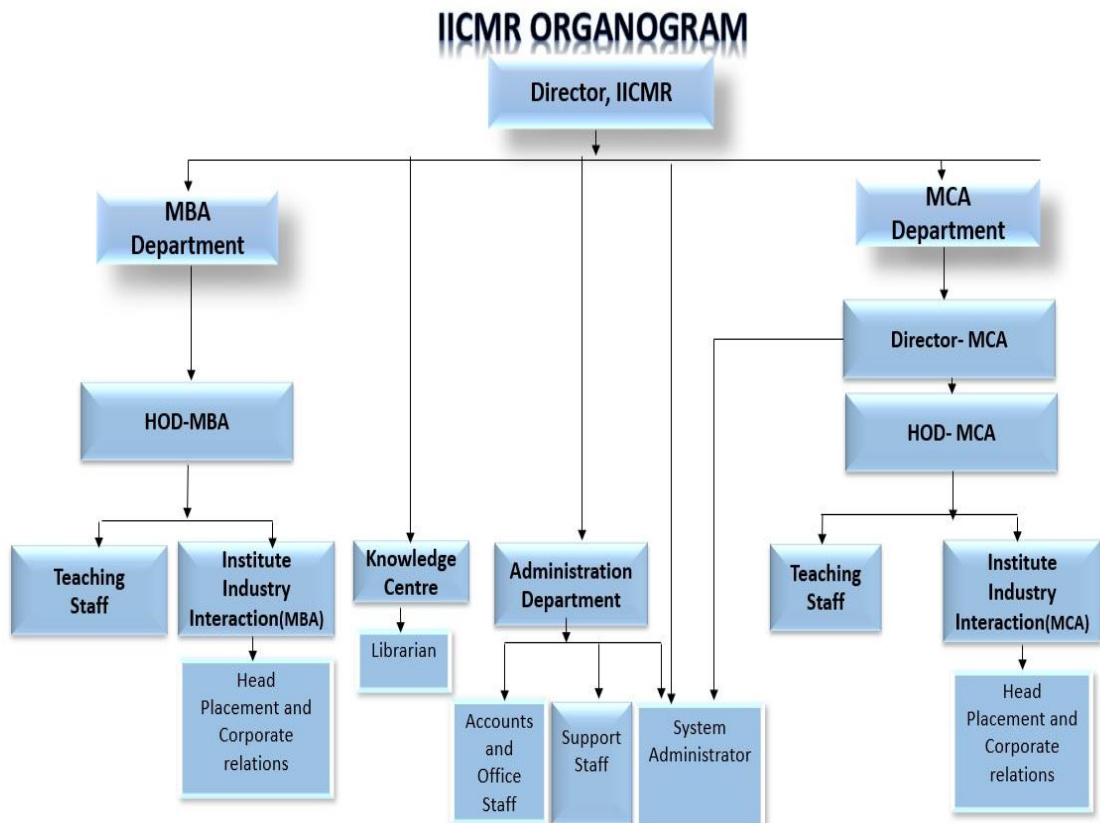 IICMR ORGANOGRAM
Director, IICMR
MBA
Department
MCA
Department
Director- MCA
HOD-MBA
HOD- MCA
Teaching
Staff
Institute
Industry
Interaction(MBA)
Knowledge
Centre
Administration
Department
Teaching
Staff
Institute
Industry
Interaction(MCA)
Head
Placement and
Corporate
relations
Librarian
Accounts
and
Office
Staff
Support
Staff
System
Administrator
Head
Placement and
Corporate
relations